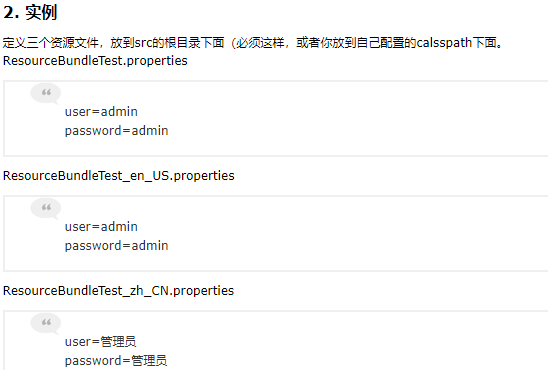 2. 实例
定义三个资源文件，放到src的根目录下面（必须这样，或者你放到自己配置的calsspath下面。
ResourceBundleTest.properties
user=admin
password=admin
ResourceBundleTest_en_US.properties
user=admin
password=admin
ResourceBundleTest_zh_CN.properties
user=管理员
password=管理员